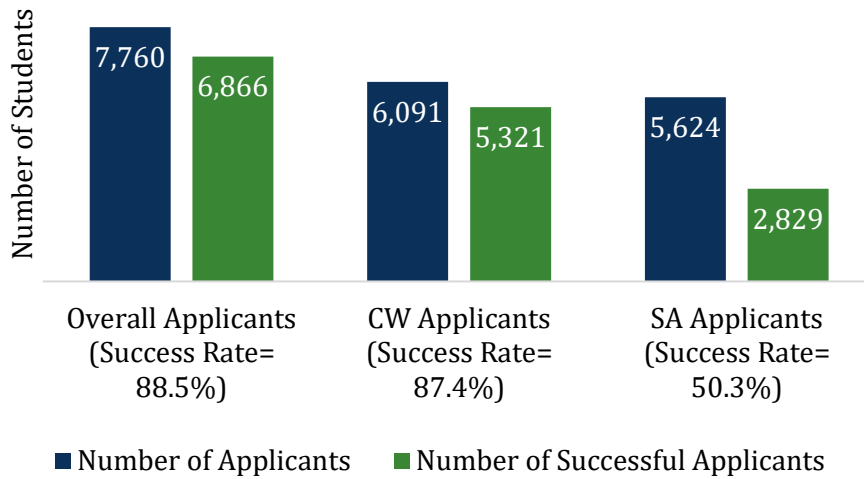 Number of Students
7,760
6,866
6,091
5,321
5,624
2,829
Overall Applicants
(Success Rate=
88.5%)
CW Applicants
(Success Rate=
87.4%)
SA Applicants
(Success Rate=
50.3%)
Number of Applicants
Number of Successful Applicants